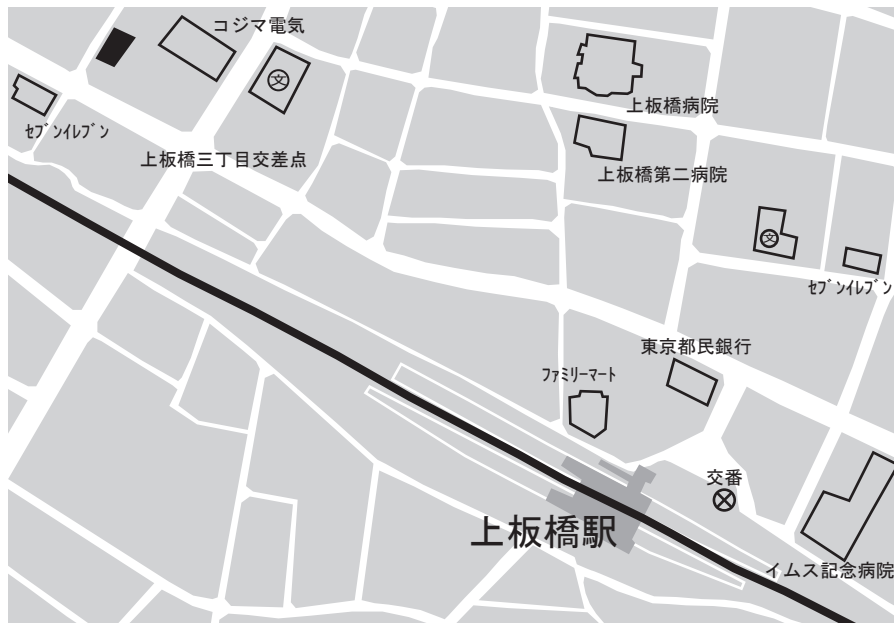 コジマ電気
文
上板橋病院
ｾﾌﾞﾝｲﾚﾌﾞﾝ
上板橋三丁目交差点
上板橋第二病院
文
ｾﾌﾞﾝｲﾚﾌﾞﾝ
東京都民銀行
ﾌｧﾐﾘｰﾏｰﾄ
交番
上板橋駅
イムス記念病院